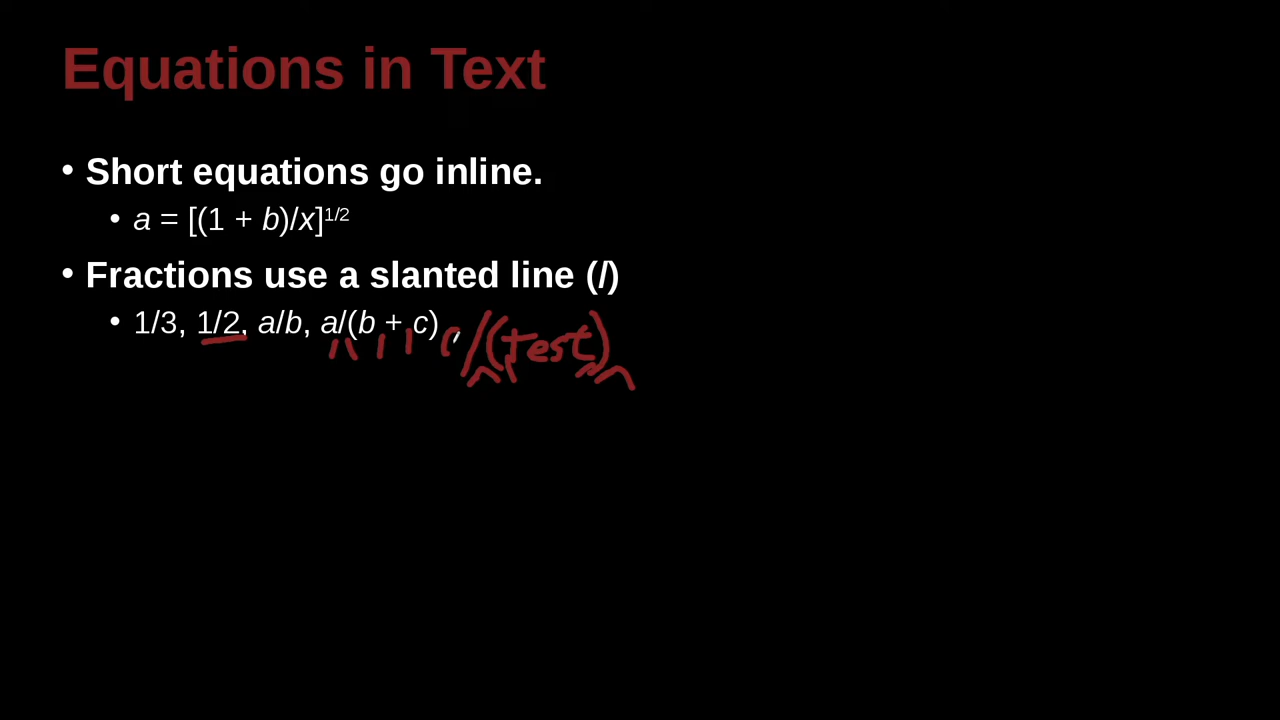 Equations in Text
• Short equations go inline.
• a = [(1 + b)/x]^1/2
• Fractions use a slanted line (/)
• 1/3, 1/2, a/b, a/(b + c) /(test)